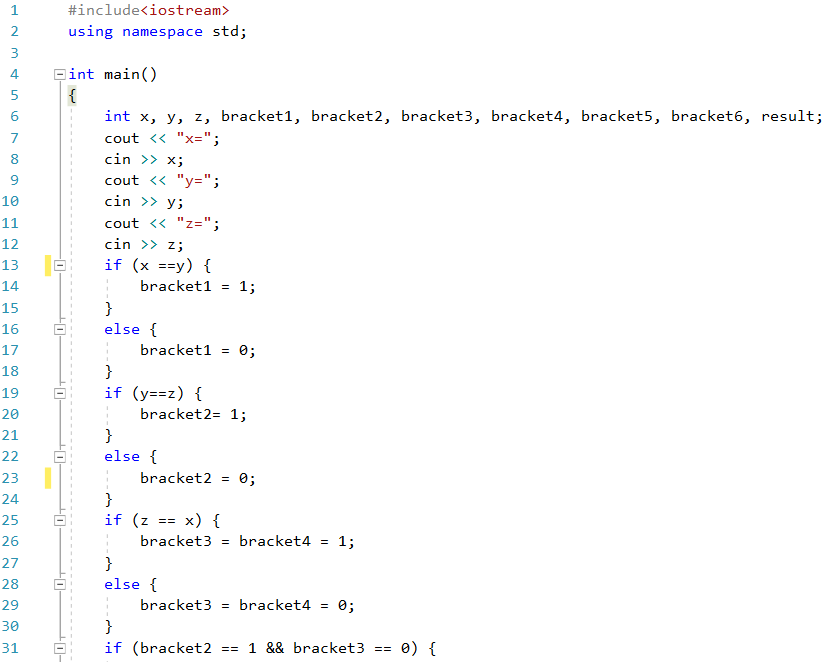 1 #include<iostream>
2 using namespace std;
3
4 int main()
5 {
6 int x, y, z, bracket1, bracket2, bracket3, bracket4, bracket5, bracket6, result;
7 cout << "x=";
8 cin >> x;
9 cout << "y=";
10 cin >> y;
11 cout << "z=";
12 cin >> z;
13 if (x ==y) {
14 bracket1 = 1;
15 }
16 else {
17 bracket1 = 0;
18 }
19 if (y==z) {
20 bracket2= 1;
21 }
22 else {
23 bracket2 = 0;
24 }
25 if (z == x) {
26 bracket3 = bracket4 = 1;
27 }
28 else {
29 bracket3 = bracket4 = 0;
30 }
31 if (bracket2 == 1 && bracket3 == 0) {